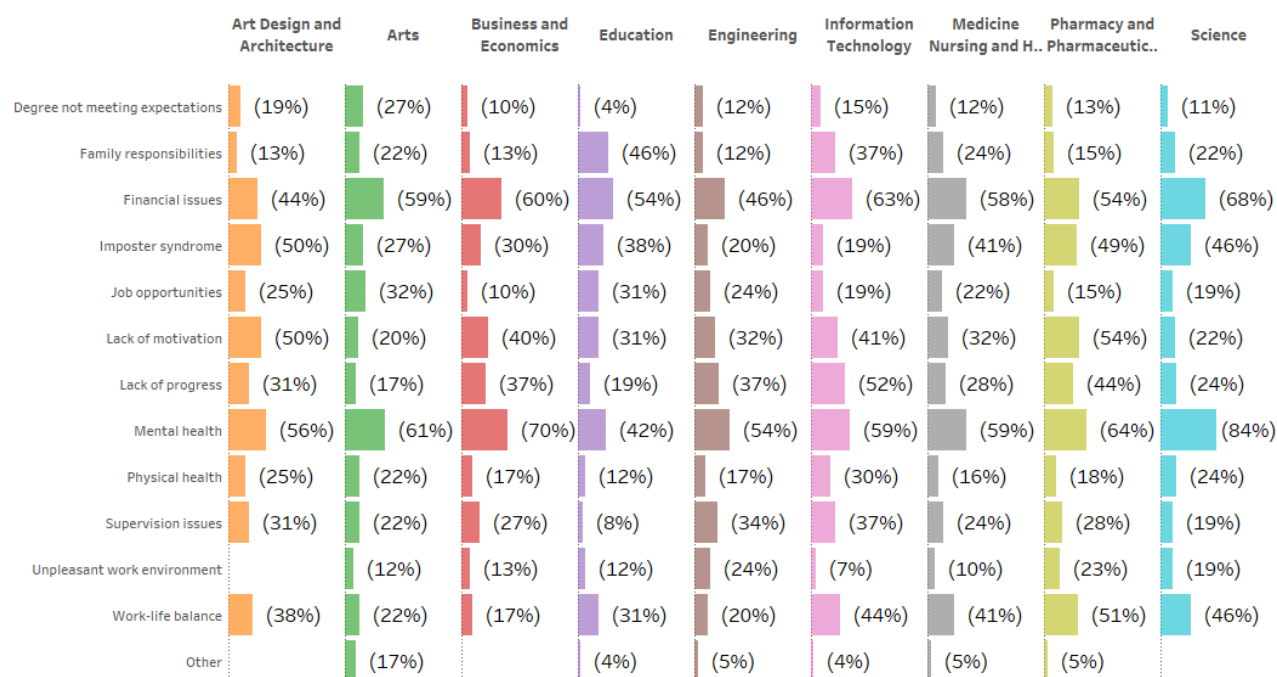 Art Design and Architecture Arts Business and Economics Education Engineering Information Technology Medicine Nursing and H.. Pharmacy and Pharmaceutic.. Science
Degree not meeting expectations (19%) (27%) (10%) (4%) (12%) (15%) (12%) (13%) (11%)
Family responsibilities (13%) (22%) (13%) (46%) (12%) (37%) (24%) (15%) (22%)
Financial issues (44%) (59%) (60%) (54%) (46%) (63%) (58%) (54%) (68%)
Imposter syndrome (50%) (27%) (30%) (38%) (20%) (19%) (41%) (49%) (46%)
Job opportunities (25%) (32%) (10%) (31%) (24%) (19%) (22%) (15%) (19%)
Lack of motivation (50%) (20%) (40%) (31%) (32%) (41%) (32%) (54%) (22%)
Lack of progress (31%) (17%) (37%) (19%) (37%) (52%) (28%) (44%) (24%)
Mental health (56%) (61%) (70%) (42%) (54%) (59%) (59%) (64%) (84%)
Physical health (25%) (22%) (17%) (12%) (17%) (30%) (16%) (18%) (24%)
Supervision issues (31%) (22%) (27%) (8%) (34%) (37%) (24%) (28%) (19%)
Unpleasant work environment (12%) (13%) (12%) (24%) (7%) (10%) (23%) (19%)
Work-life balance (38%) (22%) (17%) (31%) (20%) (44%) (41%) (51%) (46%)
Other (17%) (4%) (5%) (4%) (5%) (5%)